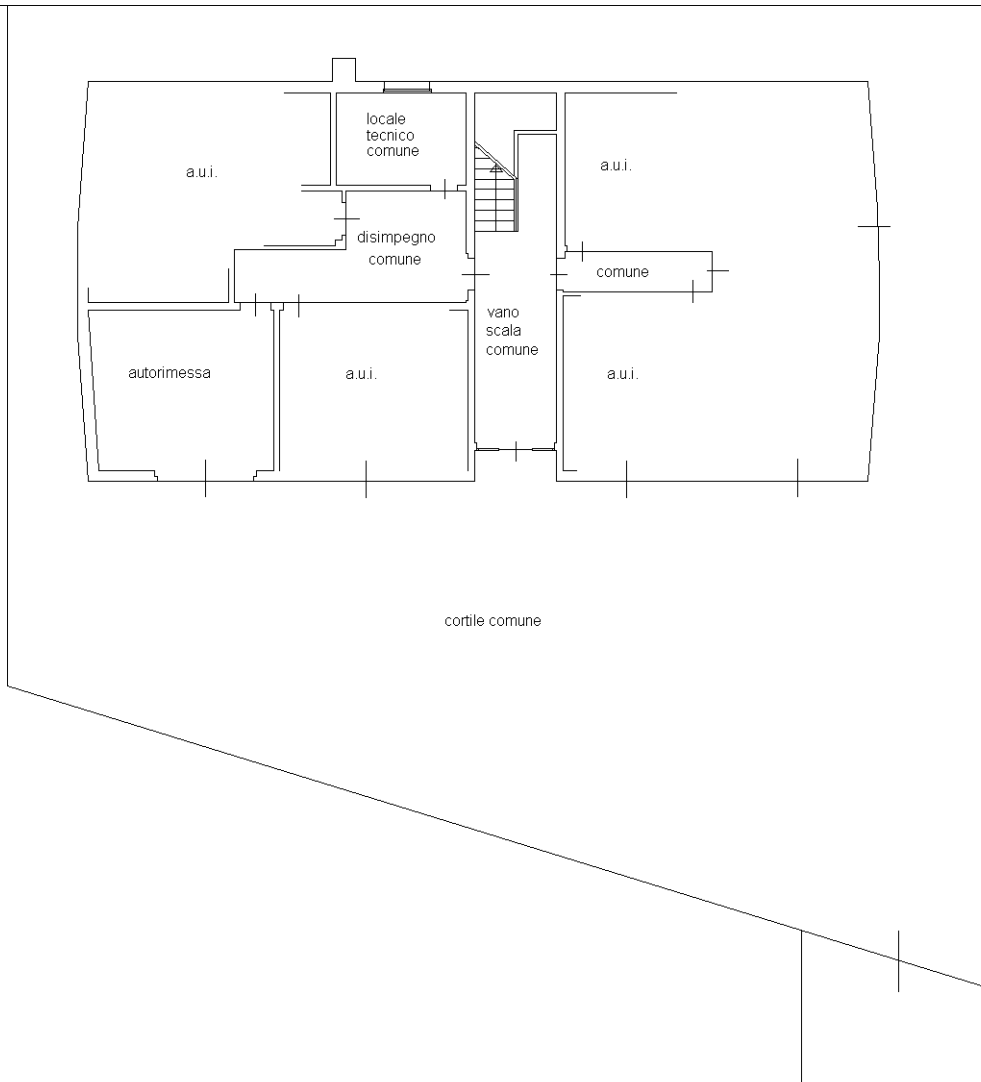 locale
tecnico
comune
a.u.i.
a.u.i.
disimpegno
comune
comune
vano
scala
comune
autorimessa
a.u.i.
a.u.i.
cortile comune